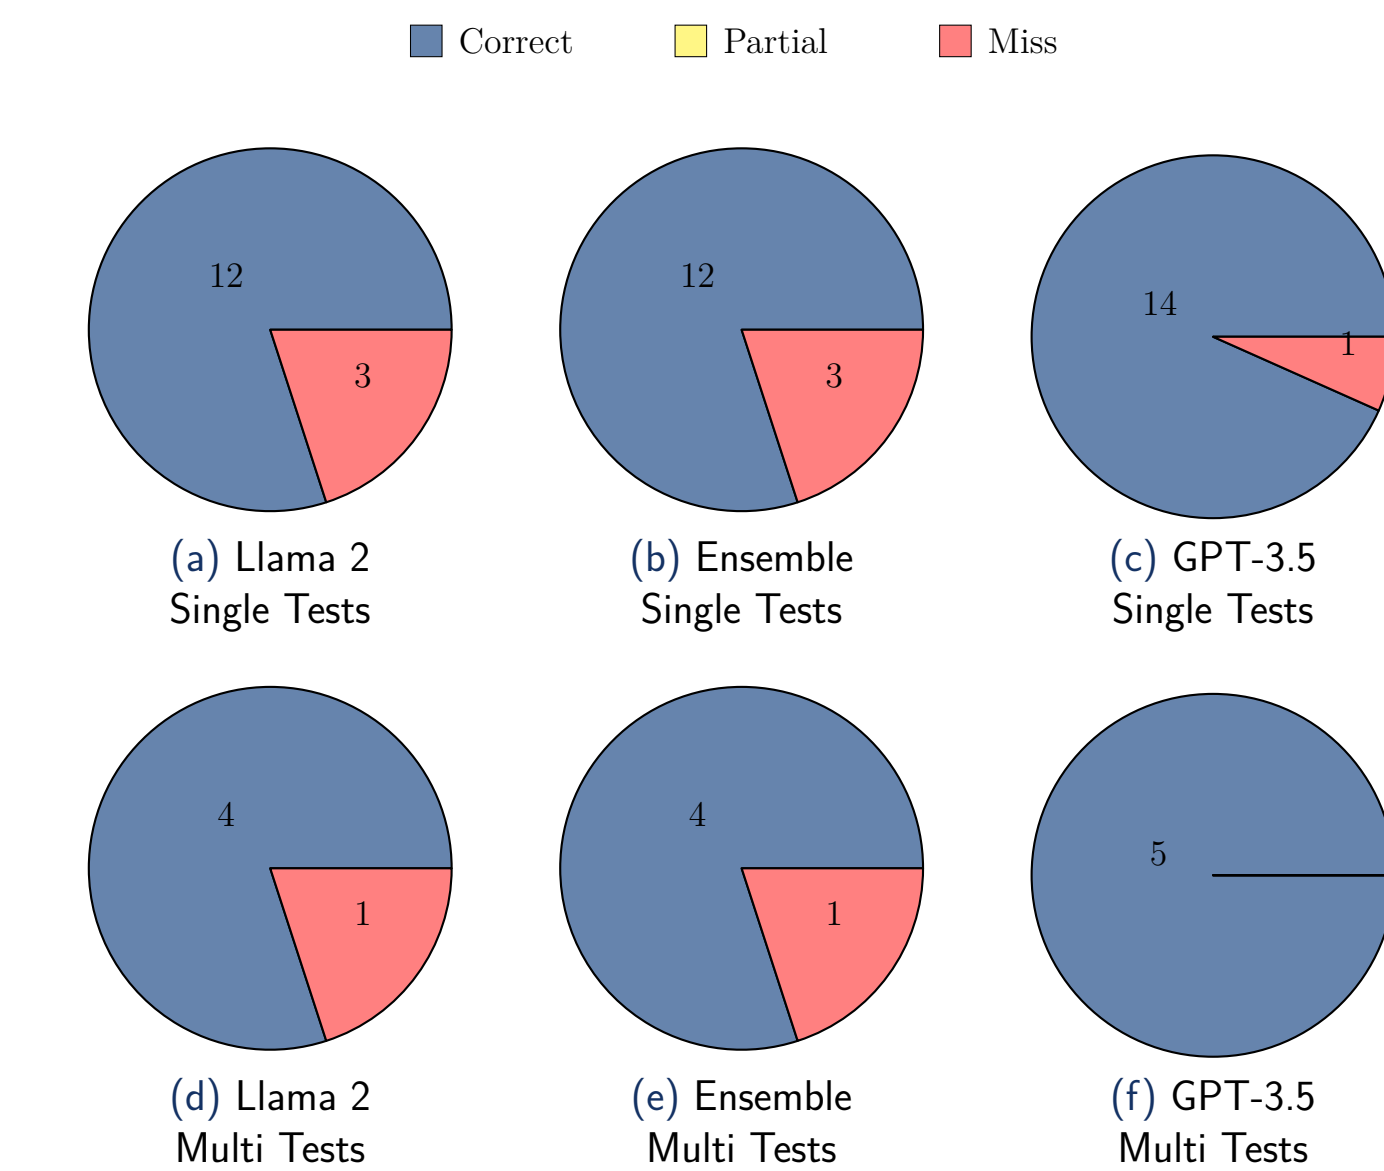 Correct Partial Miss
12 12 14
3 3 1
(a) Llama 2 (b) Ensemble (c) GPT-3.5
Single Tests Single Tests Single Tests
4 4 5
1 1
(d) Llama 2 (e) Ensemble (f) GPT-3.5
Multi Tests Multi Tests Multi Tests